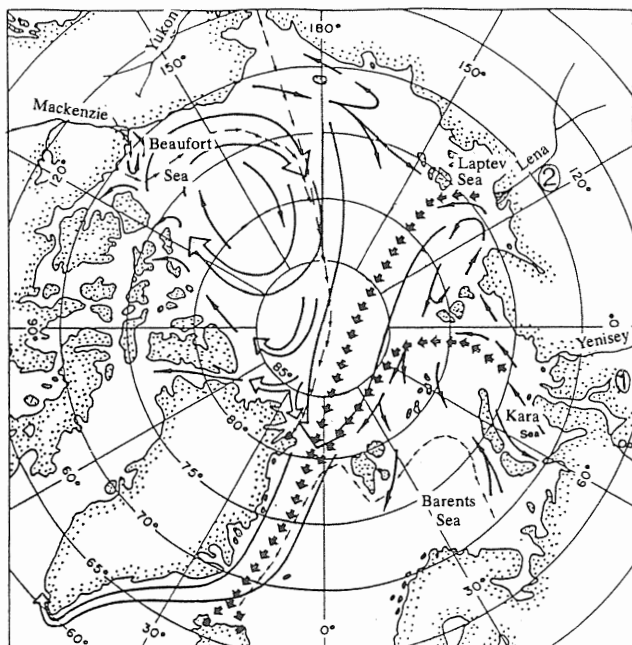 180°
Yukon
150°
150°
Mackenzie
Beaufort
Sea
Laptev
Sea
Lena
②
120°
120°
90°
0°
Yenisey
85°
①
80°
Kara
Sea
75°
60°
60°
70°
Barents
Sea
65°
60°
30°
0°
30°